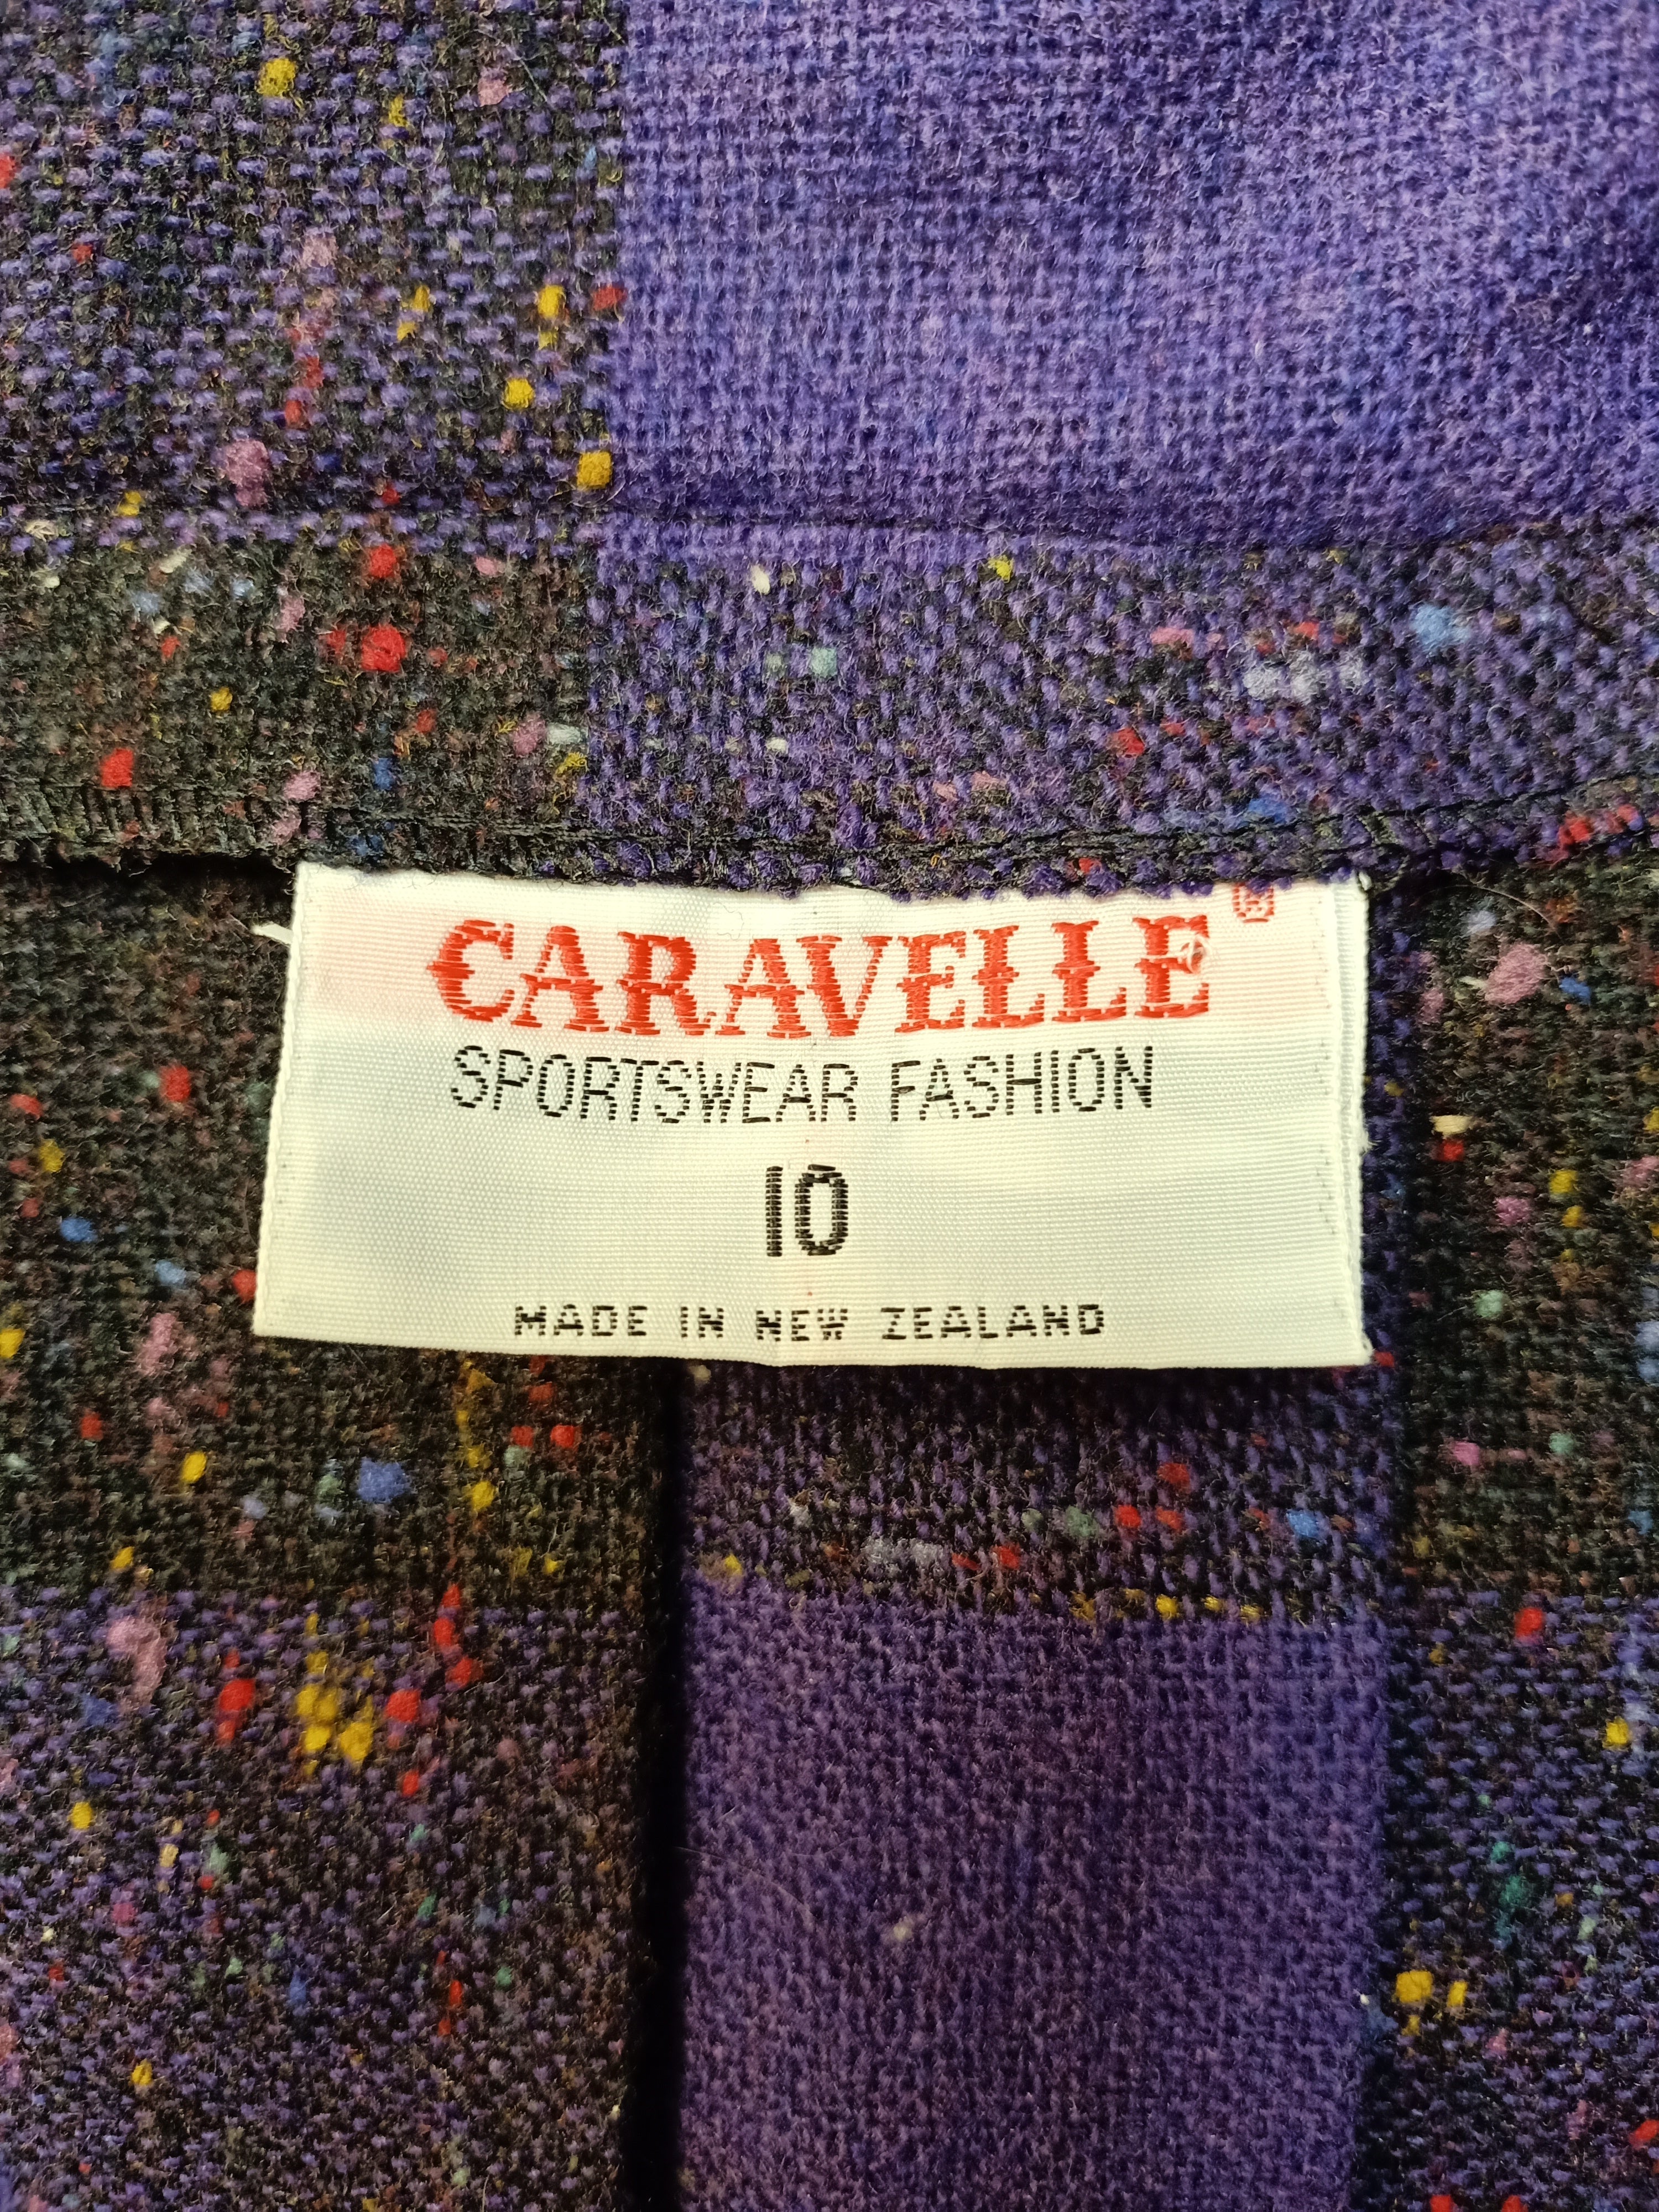 CARAVELLE ®
SPORTSWEAR FASHION
10
MADE IN NEW ZEALAND